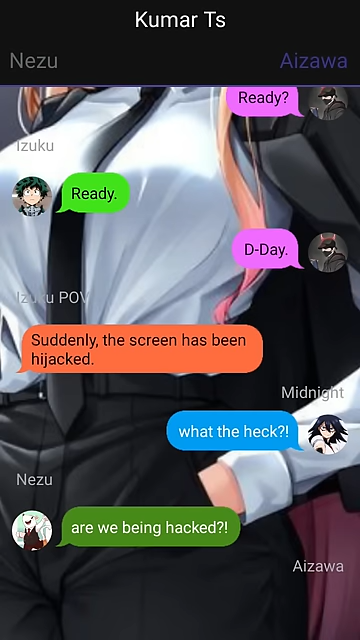 Kumar Ts
Nezu
Aizawa
Ready?
Izuku
Ready.
D-Day.
Izuku POV
Suddenly, the screen has been
hijacked.
Midnight
what the heck?!
Nezu
are we being hacked?!
Aizawa